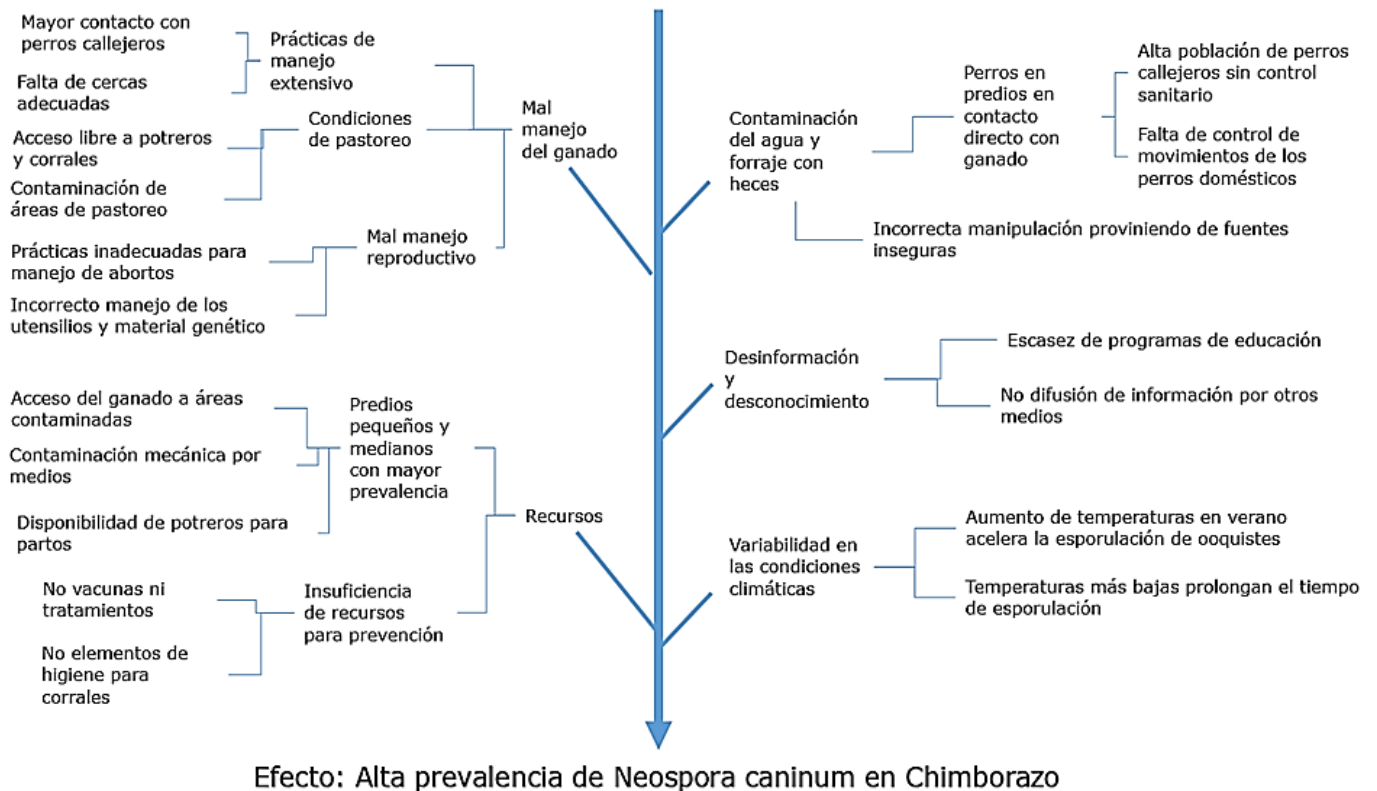 Mayor contacto con
perros callejeros
Falta de cercas
adecuadas
Prácticas de
manejo
extensivo
Acceso libre a potreros
y corrales
Contaminación de
áreas de pastoreo
Condiciones
de pastoreo
Prácticas inadecuadas para
manejo de abortos
Incorrecto manejo de los
utensilios y material genético
Mal manejo
reproductivo
Mal
manejo
del ganado
Contaminación
del agua y
forraje con
heces
Perros en
predios en
contacto
directo con
ganado
Alta población de perros
callejeros sin control
sanitario
Falta de control de
movimientos de los
perros domésticos
Incorrecta manipulación proviniendo de fuentes
inseguras
Desinformación
y
desconocimiento
Escasez de programas de educación
No difusión de información por otros
medios
Acceso del ganado a áreas
contaminadas
Contaminación mecánica por
medios
Disponibilidad de potreros para
partos
Predios
pequeños y
medianos
con mayor
prevalencia
No vacunas ni
tratamientos
No elementos de
higiene para
corrales
Insuficiencia
de recursos
para prevención
Recursos
Variabilidad en
las condiciones
climáticas
Aumento de temperaturas en verano
acelera la esporulación de ooquistes
Temperaturas más bajas prolongan el tiempo
de esporulación
Efecto: Alta prevalencia de Neospora caninum en Chimborazo